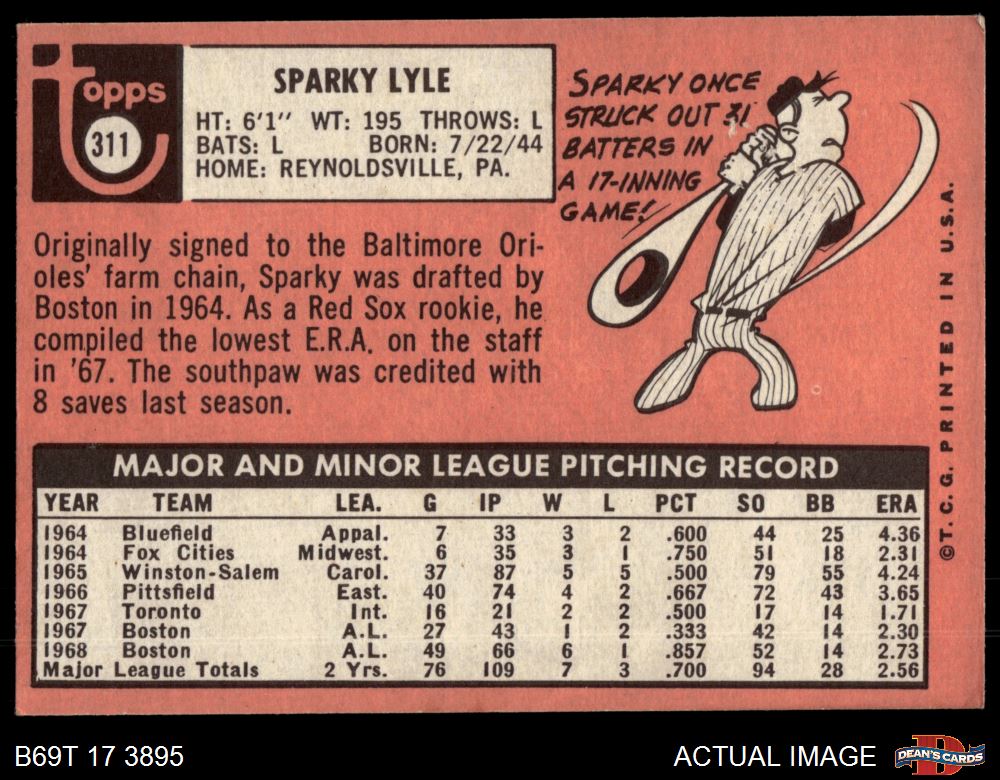 topps
311
SPARKY LYLE
HT: 6'1" WT: 195 THROWS: L
BATS: L BORN: 7/22/44
HOME: REYNOLDSVILLE, PA.
SPARKY ONCE
STRUCK OUT 31
BATTERS IN
A 17-INNING
GAME!
Originally signed to the Baltimore Ori-
oles' farm chain, Sparky was drafted by
Boston in 1964. As a Red Sox rookie, he
compiled the lowest E.R.A. on the staff
in '67. The southpaw was credited with
8 saves last season.
MAJOR AND MINOR LEAGUE PITCHING RECORD
YEAR TEAM LEA. G IP W L PCT SO BB ERA
1964 Bluefield Appal. 7 33 3 2 .600 44 25 4.36
1964 Fox Cities Midwest. 6 35 3 1 .750 51 18 2.31
1965 Winston-Salem Carol. 37 87 5 5 .500 79 55 4.24
1966 Pittsfield East. 40 74 4 2 .667 72 43 3.65
1967 Toronto Int. 16 21 2 2 .500 17 14 1.71
1967 Boston A.L. 27 43 1 2 .333 42 14 2.30
1968 Boston A.L. 49 66 6 1 .857 52 14 2.73
Major League Totals 2 Yrs. 76 109 7 3 .700 94 28 2.56
©T.C.G. PRINTED IN U.S.A.
B69T 17 3895
ACTUAL IMAGE
DEAN'S CARDS